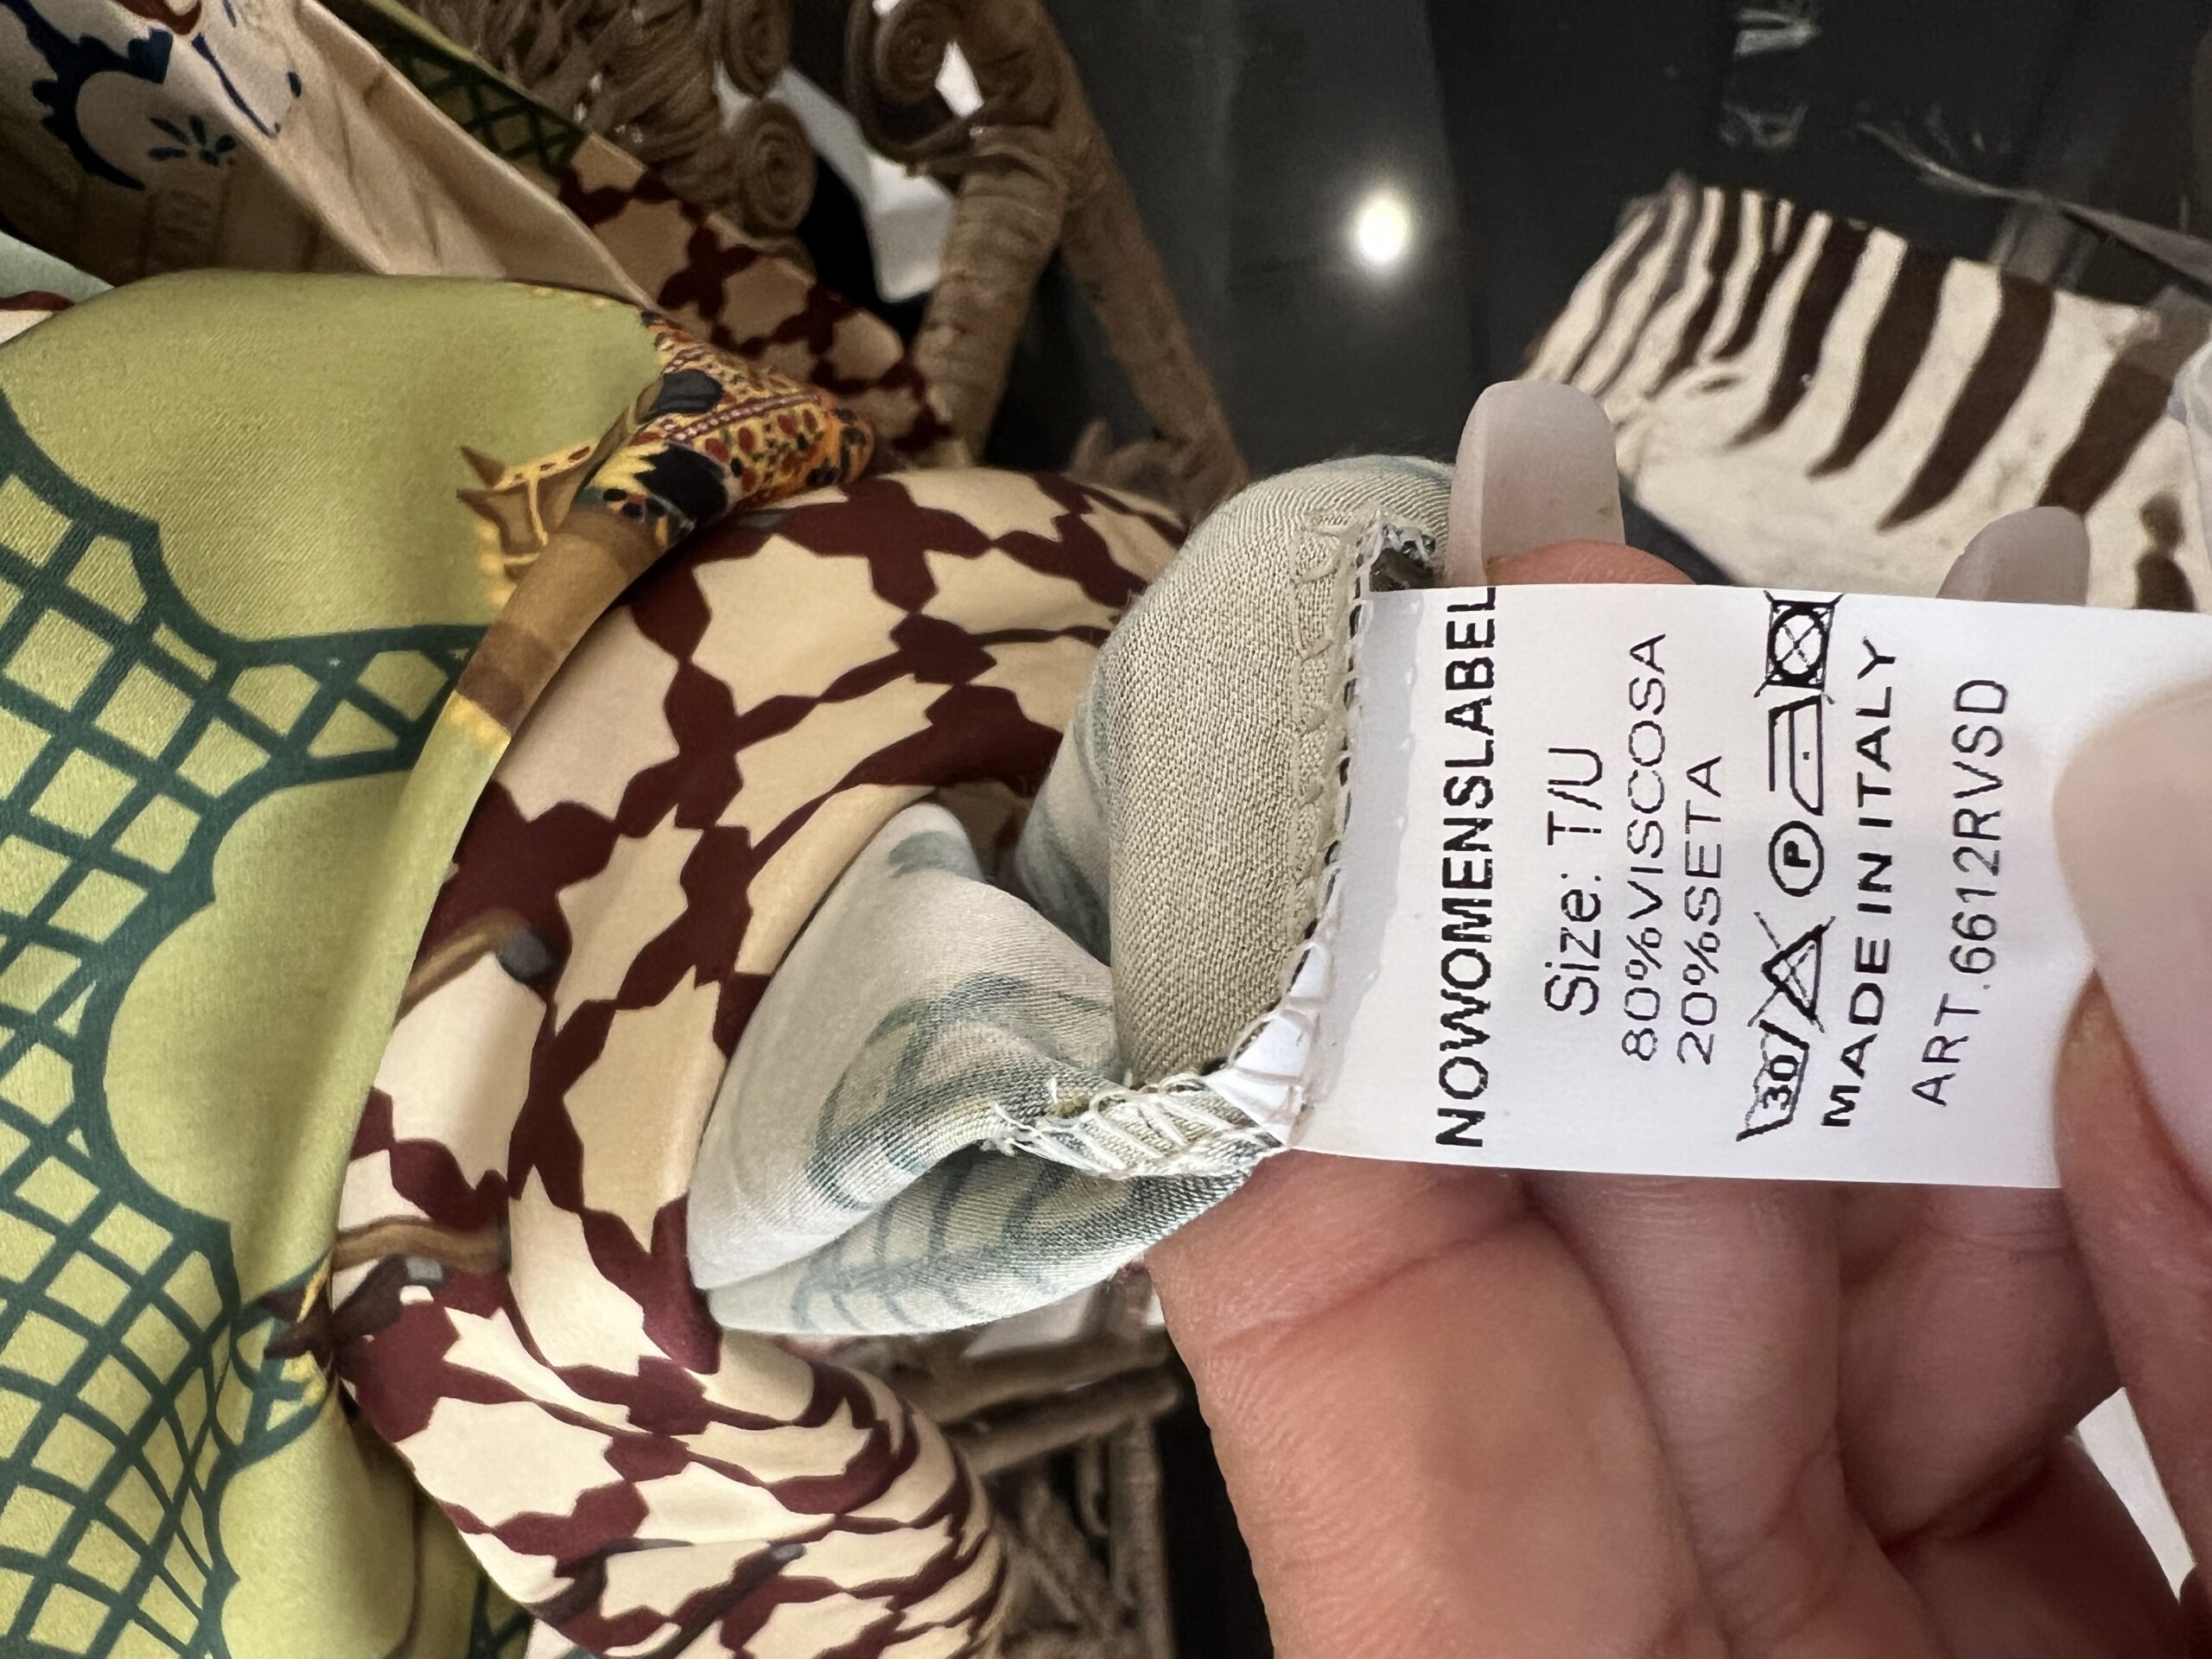 NOWOMENSLABEL
Size: T/U
80%VISCOSA
20%SETA
30 P
MADE IN ITALY
ART.6612RVSD